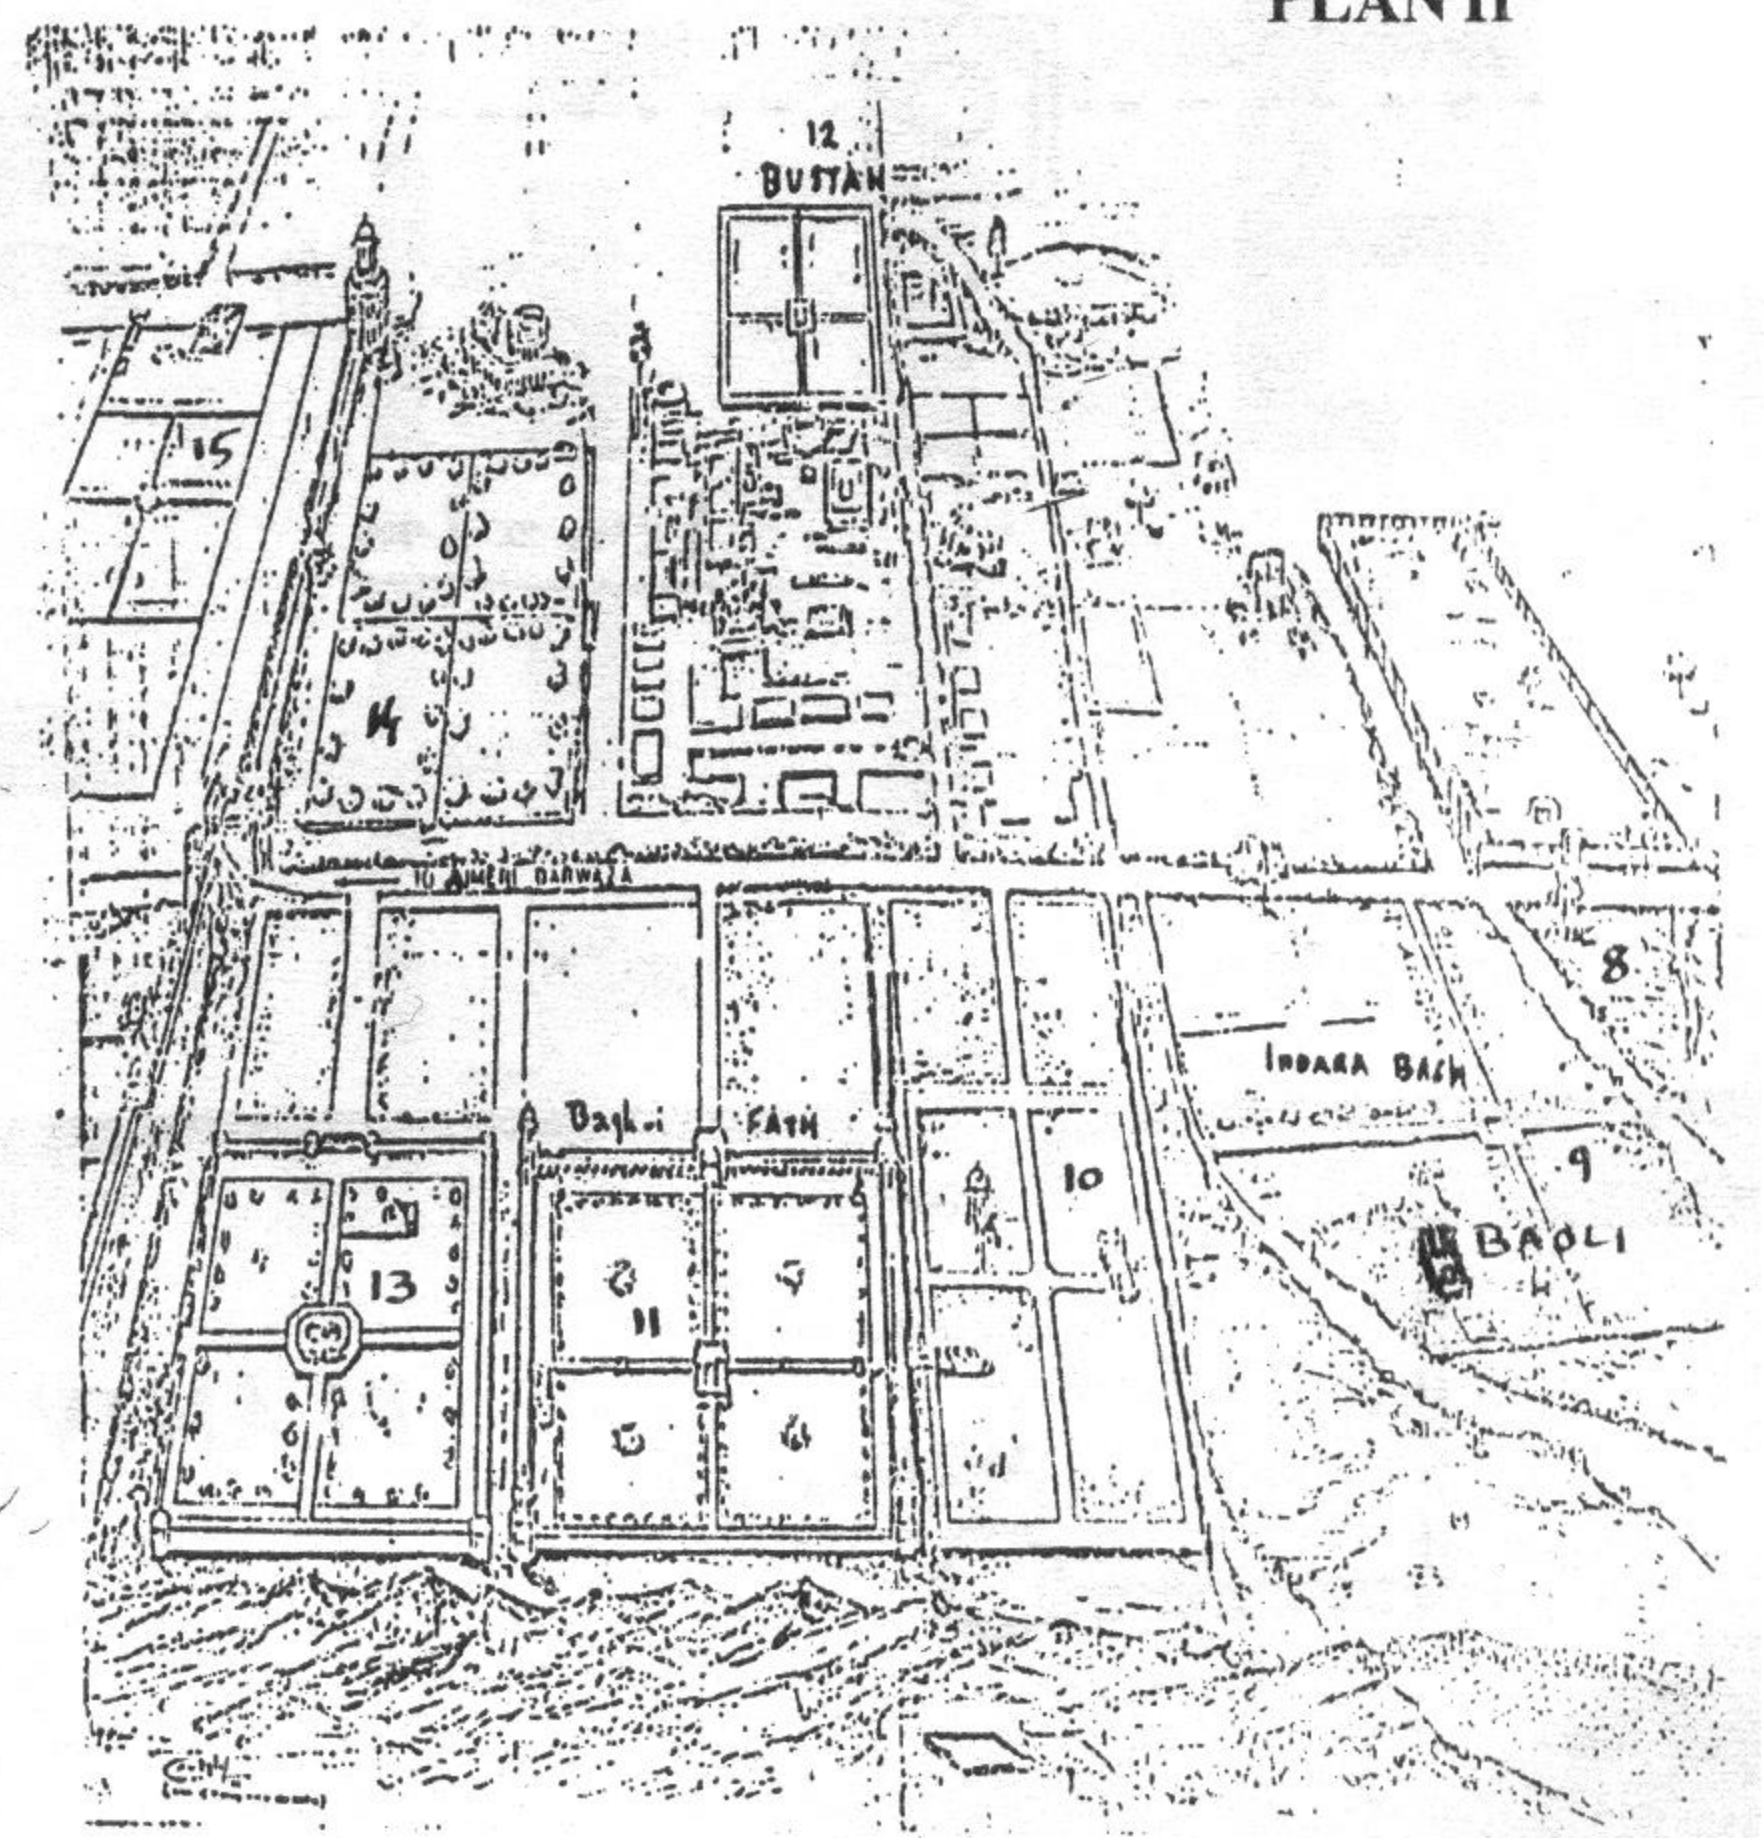 PLAN II
12
BUSTAN
15
14
TO AJMERI DARWAZA
8
INDARA BAGH
Bagh-i FATH
9
10
BAOLI
13
11